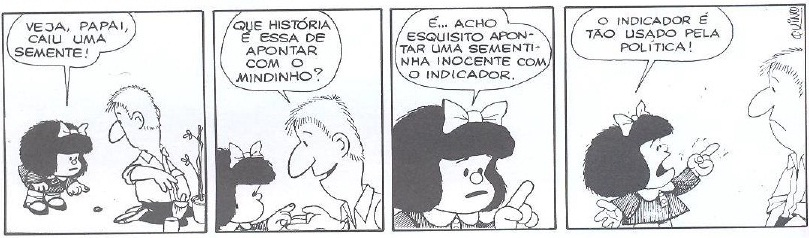 VEJA, PAPAI,
CAIU UMA
SEMENTE!
QUE HISTÓRIA
É ESSA DE
APONTAR
COM O
MINDINHO?
É... ACHO
ESQUISITO APON-
TAR UMA SEMENTI-
NHA INOCENTE COM
O INDICADOR.
O INDICADOR É
TÃO USADO PELA
POLÍTICA!
QUINO